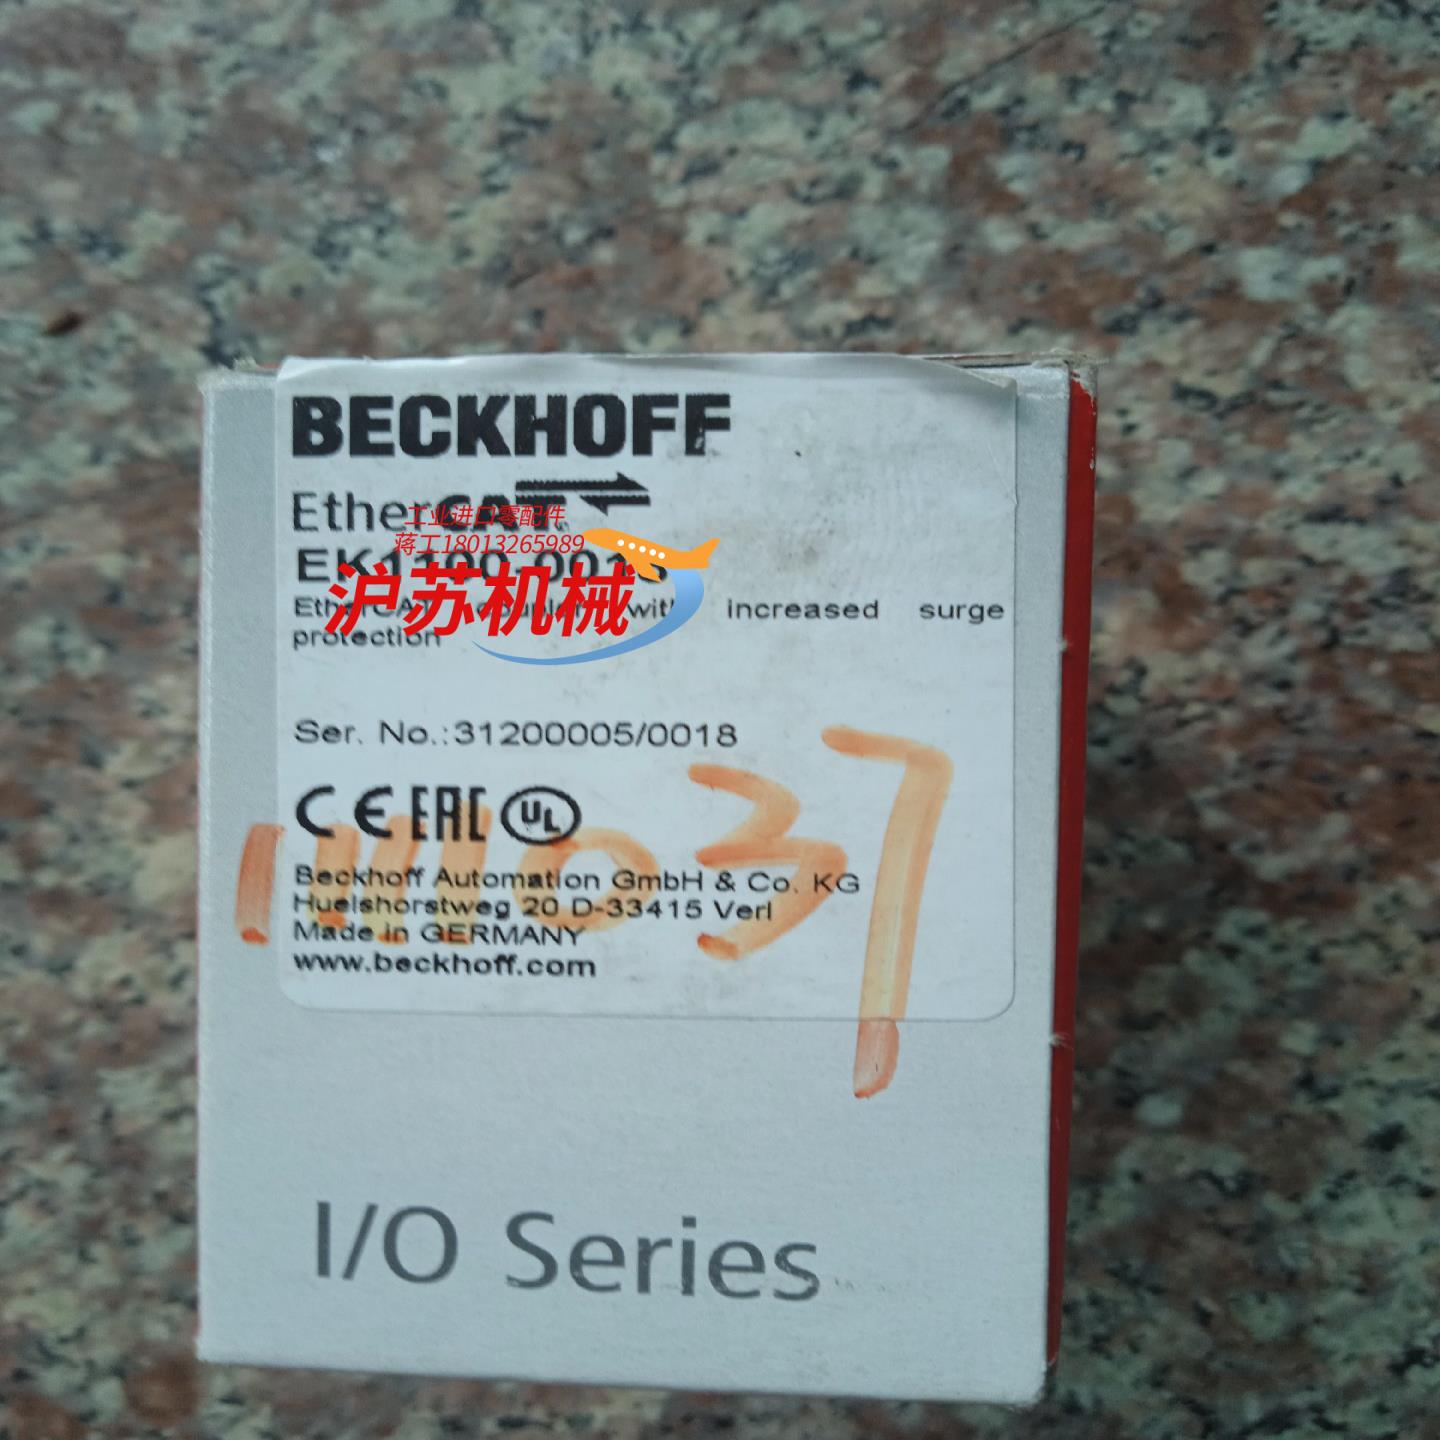 BECKHOFF
EtherCAT
工业进口零配件
蒋工18013265989
沪苏机械
with increased surge
protection
Ser. No.:31200005/0018
CE EAC UL
Beckhoff Automation GmbH & Co. KG
Huelshorstweg 20 D-33415 Verl
Made in GERMANY
www.beckhoff.com
I/O Series